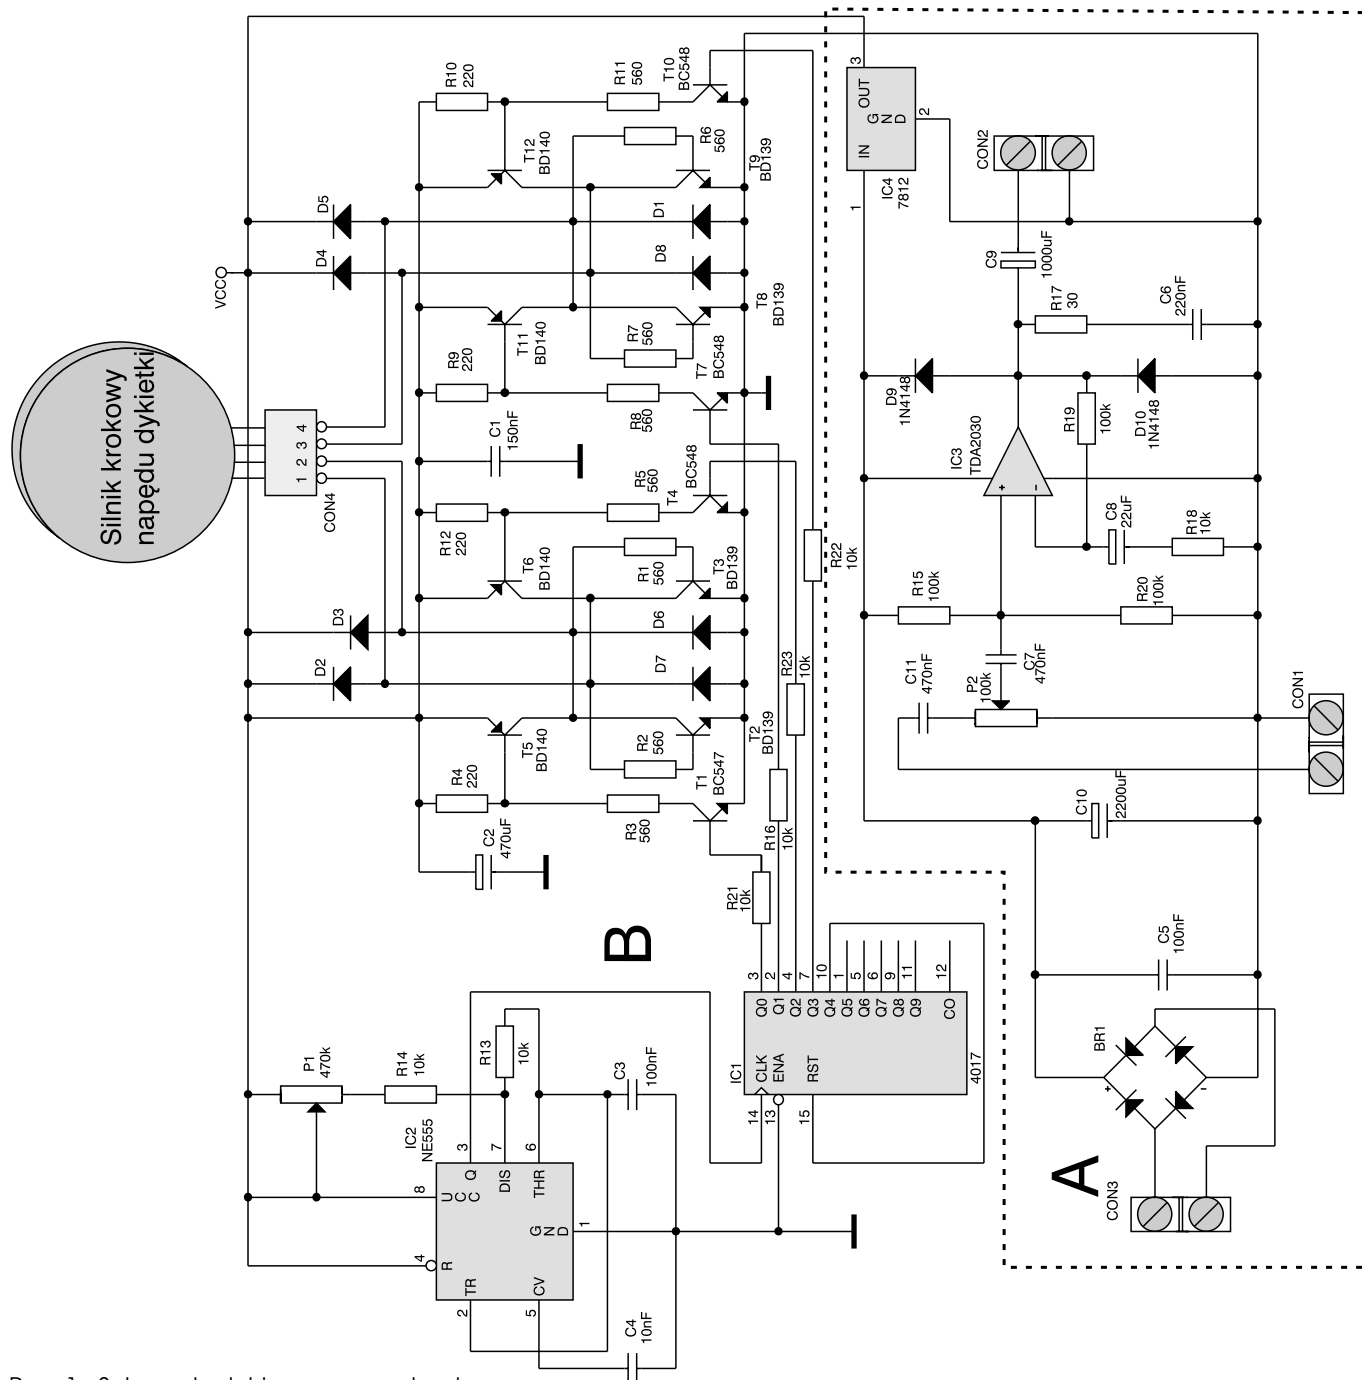 Silnik krokowy
napędu dykietki
1 2 3 4
CON4
VCC
D5
D4
D3
D2
R10
220
R11
560
T10
BC548
T12
BD140
R6
560
T9
BD139
D1
D8
T11
BD140
R7
560
T8
BD139
R9
220
R8
560
T7
BC548
C1
150nF
R12
220
R5
560
T4
BC548
T6
BD140
R1
560
T3
BD139
D6
D7
T5
BD140
R2
560
T2
BD139
R4
220
R3
560
T1
BC547
C2
470uF
R22
10k
R23
10k
R16
10k
R21
10k
B
P1
470k
R14
10k
R13
10k
C3
100nF
IC2
NE555
3
7
6
8
4
2
5
1
Q
DIS
THR
UCC
R
TR
CV
GND
C4
10nF
IC1
4017
CLK
ENA
RST
14
13
15
Q0
Q1
Q2
Q3
Q4
Q5
Q6
Q7
Q8
Q9
CO
3
2
4
7
10
1
5
6
9
11
12
IN
OUT
GND
3
2
1
IC4
7812
CON2
C9
1000uF
R17
30
C6
220nF
D9
1N4148
R19
100k
D10
1N4148
IC3
TDA2030
+
-
C8
22uF
R18
10k
R15
100k
R20
100k
C11
470nF
P2
100k
C7
470nF
CON1
C10
2200uF
C5
100nF
BR1
+
-
A
CON3